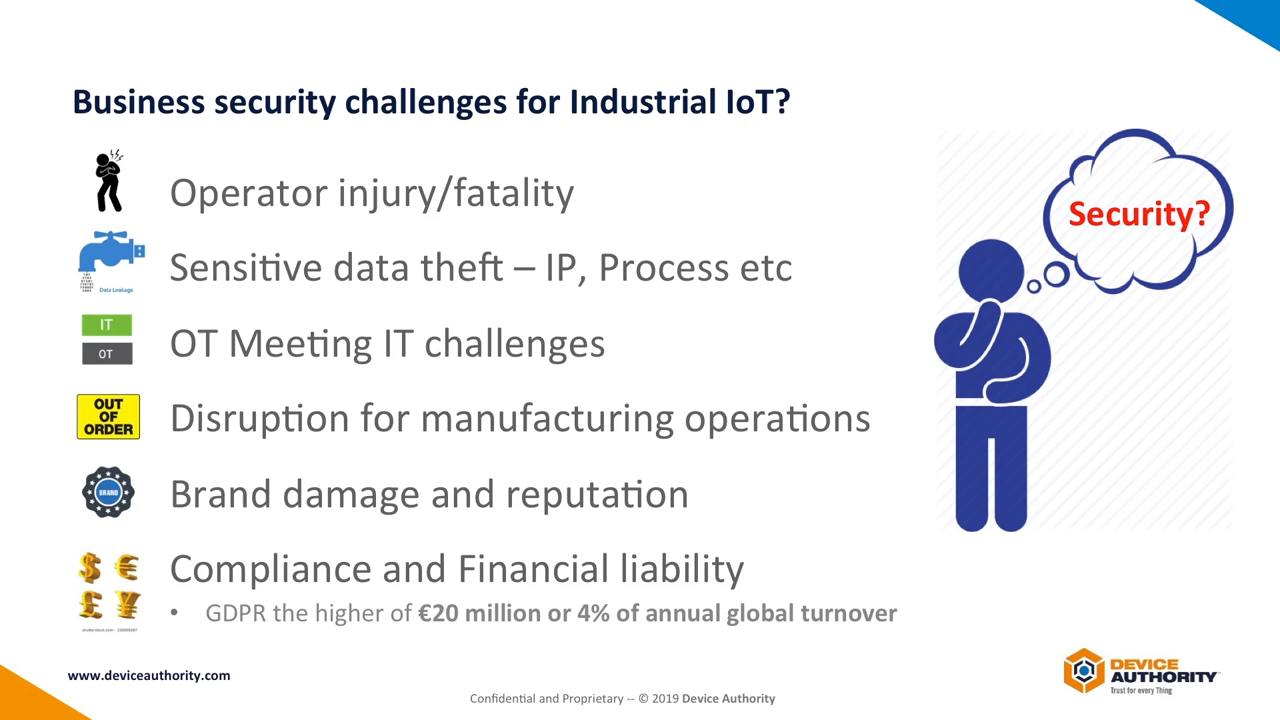 Business security challenges for Industrial IoT?
Operator injury/fatality
Sensitive data theft – IP, Process etc
Data Leakage
IT
OT
OT Meeting IT challenges
OUT
OF
ORDER
Disruption for manufacturing operations
BRAND
Brand damage and reputation
Compliance and Financial liability
• GDPR the higher of €20 million or 4% of annual global turnover
Security?
www.deviceauthority.com
Confidential and Proprietary -- © 2019 Device Authority
DEVICE
AUTHORITY
Trust for every Thing